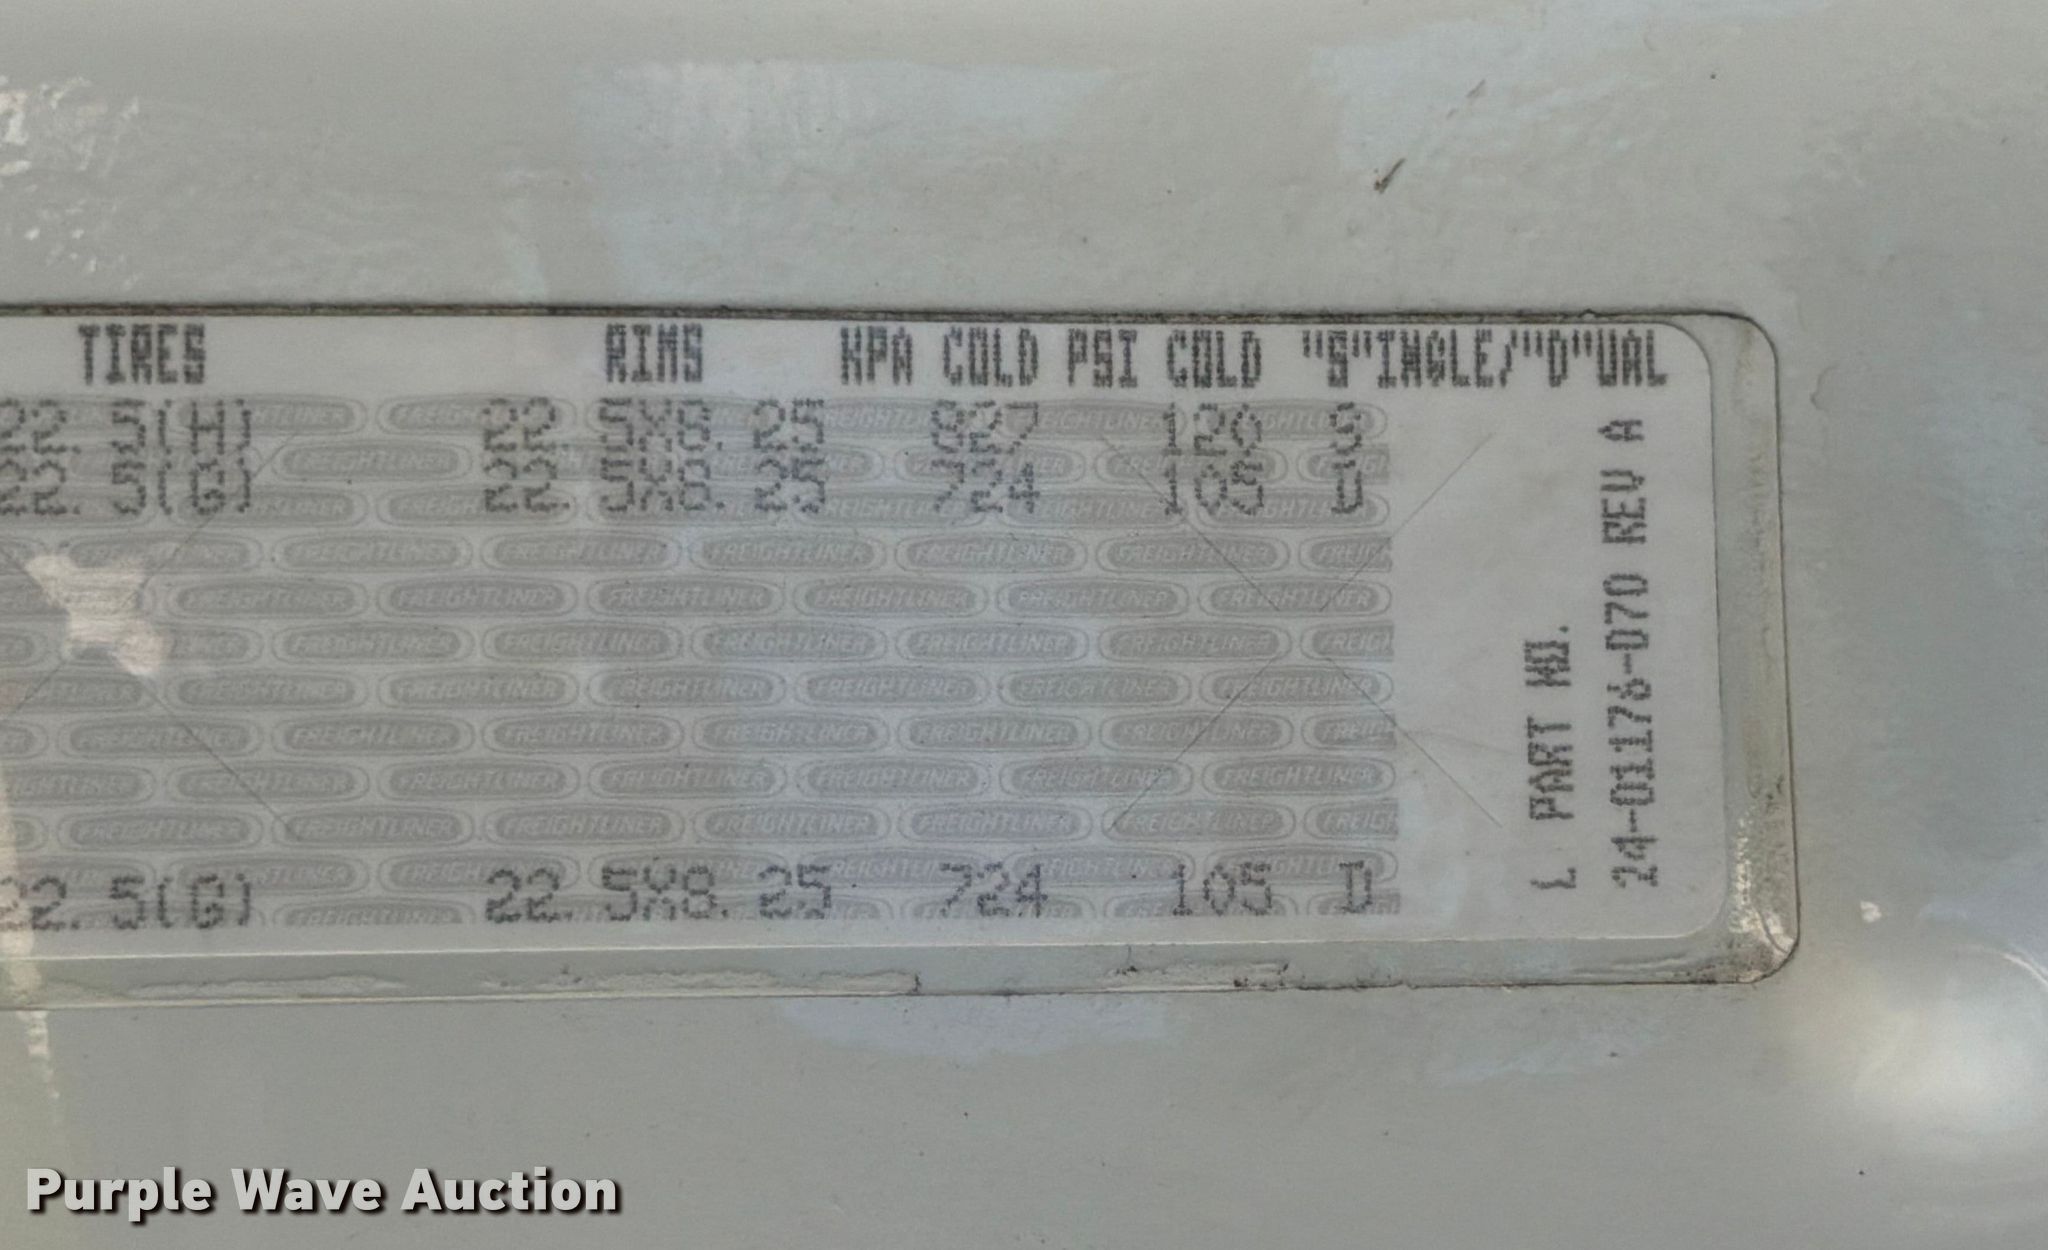 TIRES RIMS KPA COLD PSI COLD "S"INGLE/"D"UAL
22.5(H) 22.5X8.25 827 120 S
22.5(G) 22.5X8.25 724 105 D
22.5(G) 22.5X8.25 724 105 D
L PART NO.
24-01176-070 REV A
FREIGHTLINER
Purple Wave Auction